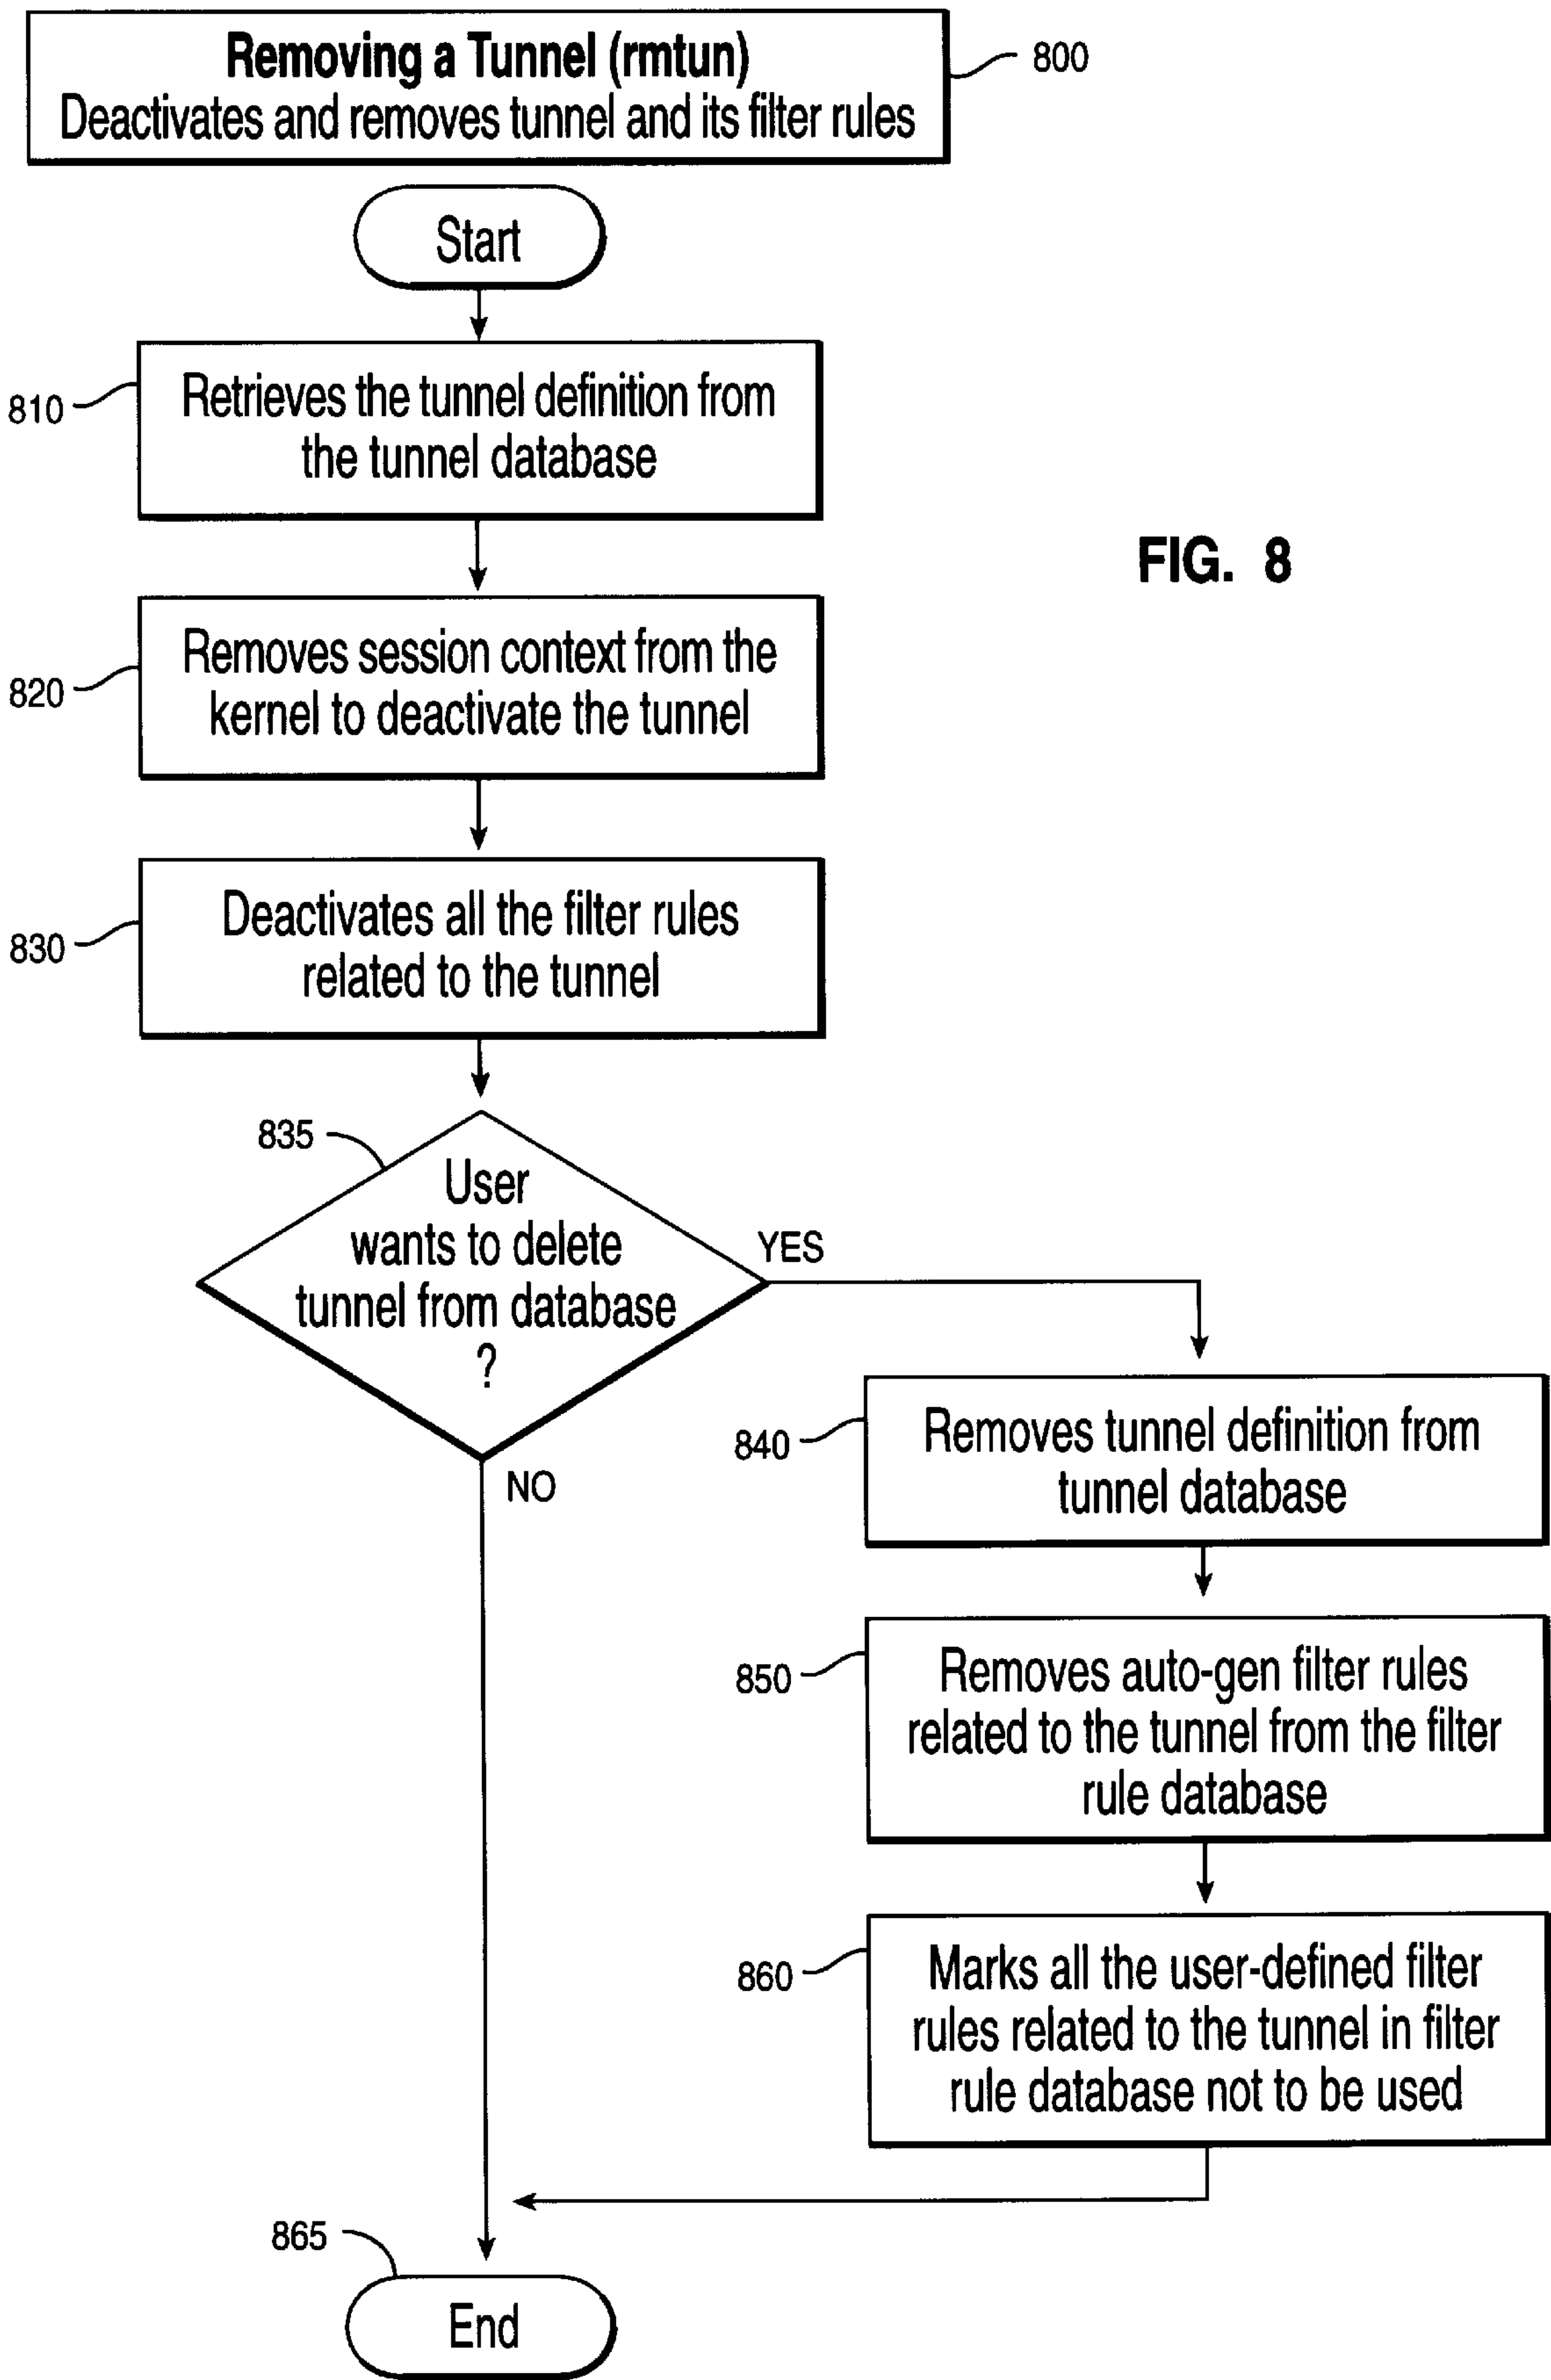 Removing a Tunnel (rmtun)
Deactivates and removes tunnel and its filter rules
800
Start
810
Retrieves the tunnel definition from
the tunnel database
FIG. 8
820
Removes session context from the
kernel to deactivate the tunnel
830
Deactivates all the filter rules
related to the tunnel
835
User
wants to delete
tunnel from database
?
YES
NO
840
Removes tunnel definition from
tunnel database
850
Removes auto-gen filter rules
related to the tunnel from the filter
rule database
860
Marks all the user-defined filter
rules related to the tunnel in filter
rule database not to be used
865
End